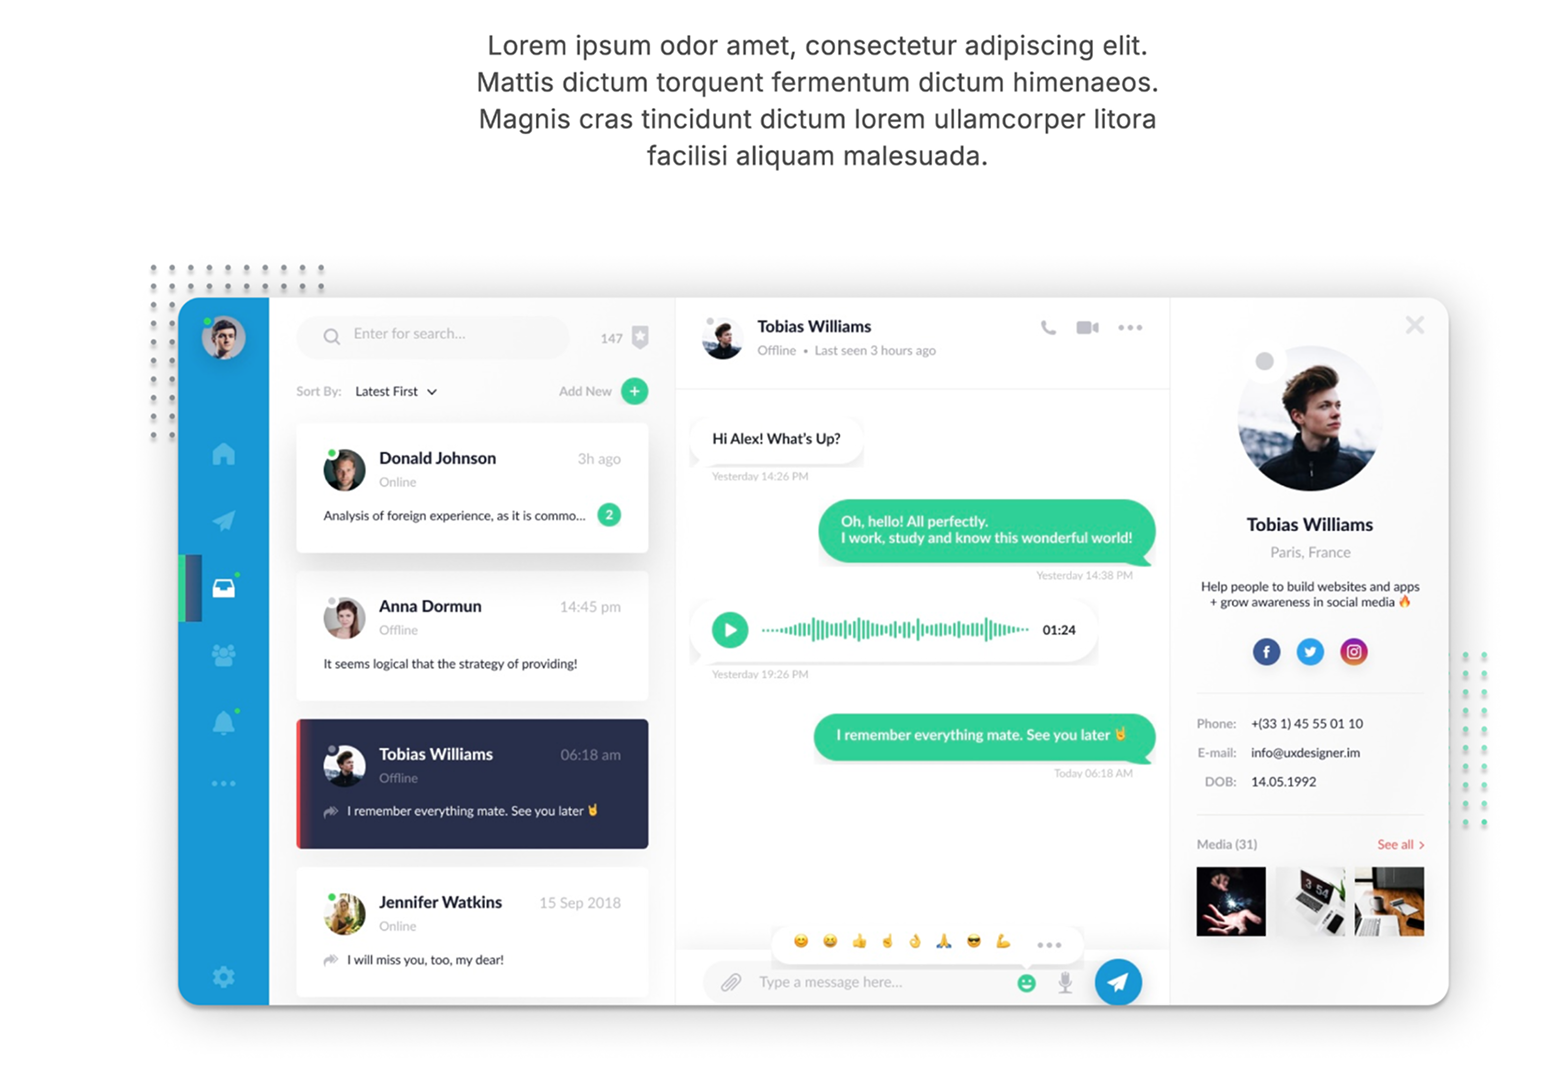 Lorem ipsum odor amet, consectetur adipiscing elit.
Mattis dictum torquent fermentum dictum himenaeos.
Magnis cras tincidunt dictum lorem ullamcorper litora
facilisi aliquam malesuada.
Enter for search...
147
Sort By: Latest First
Add New
Donald Johnson
3h ago
Online
Analysis of foreign experience, as it is commo...
2
Anna Dormun
14:45 pm
Offline
It seems logical that the strategy of providing!
Tobias Williams
06:18 am
Offline
I remember everything mate. See you later 🤘
Jennifer Watkins
15 Sep 2018
Online
I will miss you, too, my dear!
Tobias Williams
Offline • Last seen 3 hours ago
Hi Alex! What's Up?
Yesterday 14:26 PM
Oh, hello! All perfectly.
I work, study and know this wonderful world!
Yesterday 14:38 PM
01:24
Yesterday 19:26 PM
I remember everything mate. See you later 🤘
Today 06:18 AM
Type a message here...
Tobias Williams
Paris, France
Help people to build websites and apps
+ grow awareness in social media 🔥
Phone: +(33 1) 45 55 01 10
E-mail: info@uxdesigner.im
DOB: 14.05.1992
Media (31)
See all >
3 54